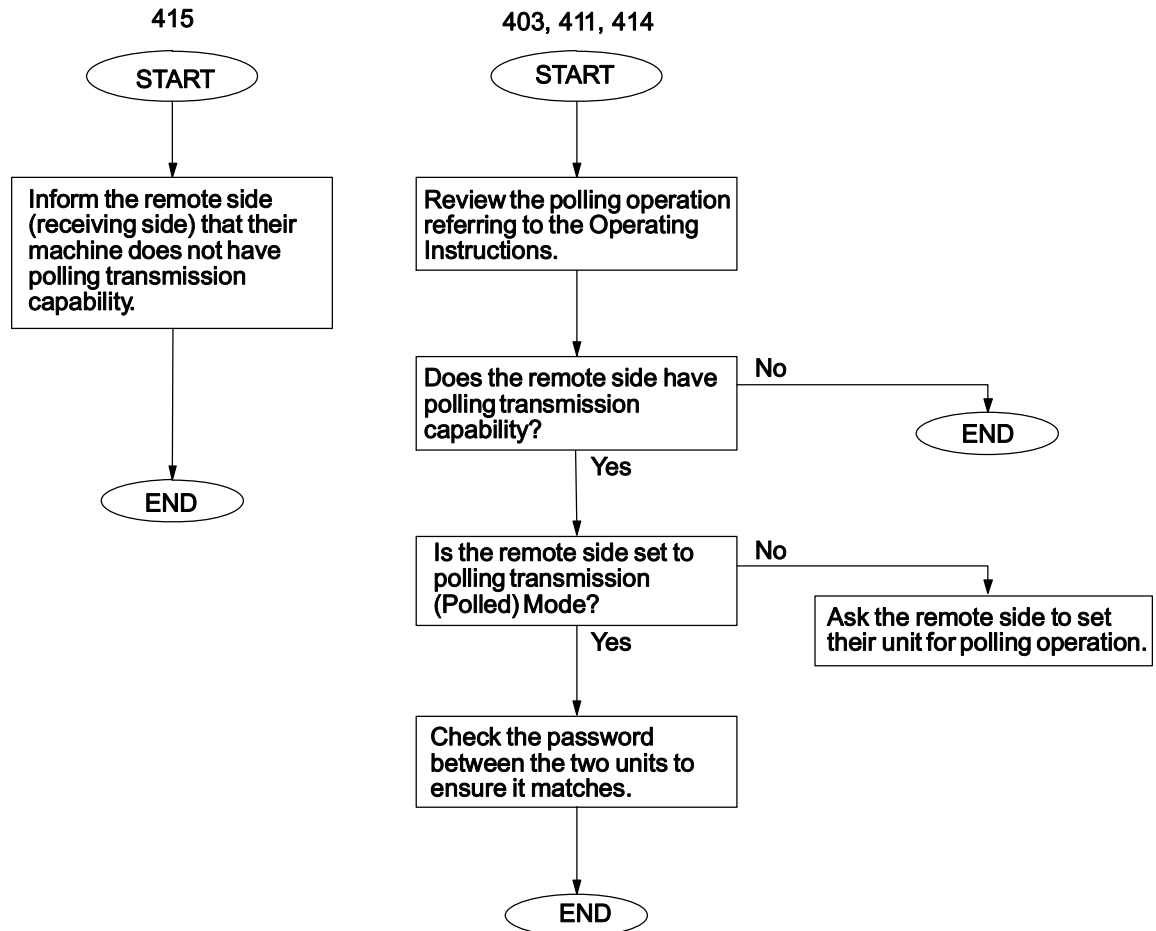 415
START
Inform the remote side
(receiving side) that their
machine does not have
polling transmission
capability.
END
403, 411, 414
START
Review the polling operation
referring to the Operating
Instructions.
Does the remote side have
polling transmission
capability?
No
END
Yes
Is the remote side set to
polling transmission
(Polled) Mode?
No
Ask the remote side to set
their unit for polling operation.
Yes
Check the password
between the two units to
ensure it matches.
END